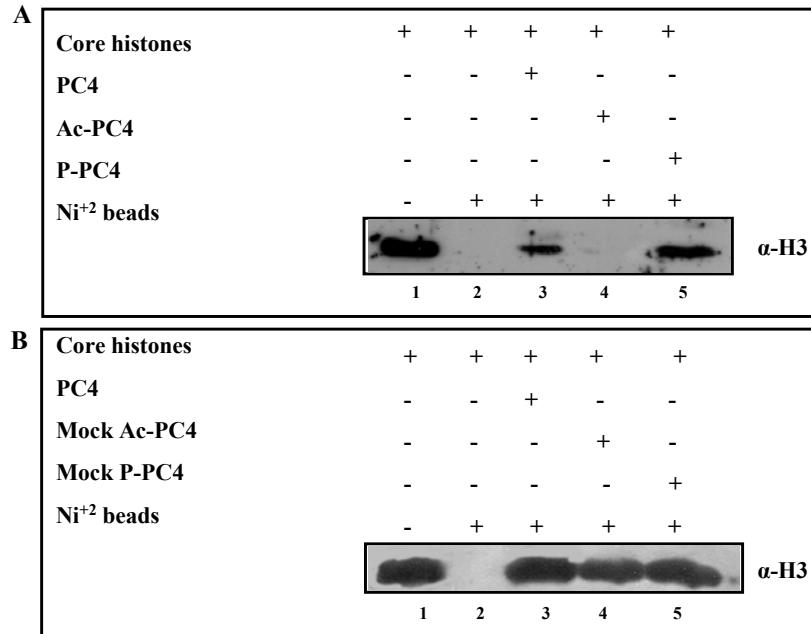 A
Core histones + + + + +
PC4 - - + - -
Ac-PC4 - - - + -
P-PC4 - - - - +
Ni+2 beads - + + + +
α-H3
1 2 3 4 5
B
Core histones + + + + +
PC4 - - + - -
Mock Ac-PC4 - - - + -
Mock P-PC4 - - - - +
Ni+2 beads - + + + +
α-H3
1 2 3 4 5